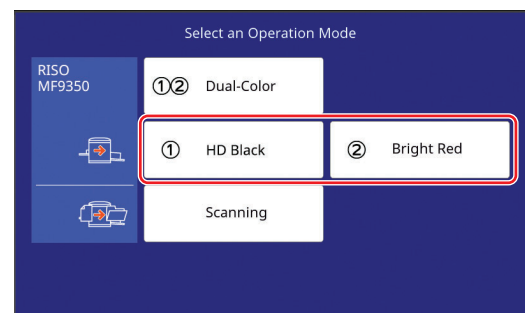 Select an Operation Mode
RISO
MF9350
①② Dual-Color
① HD Black
② Bright Red
Scanning